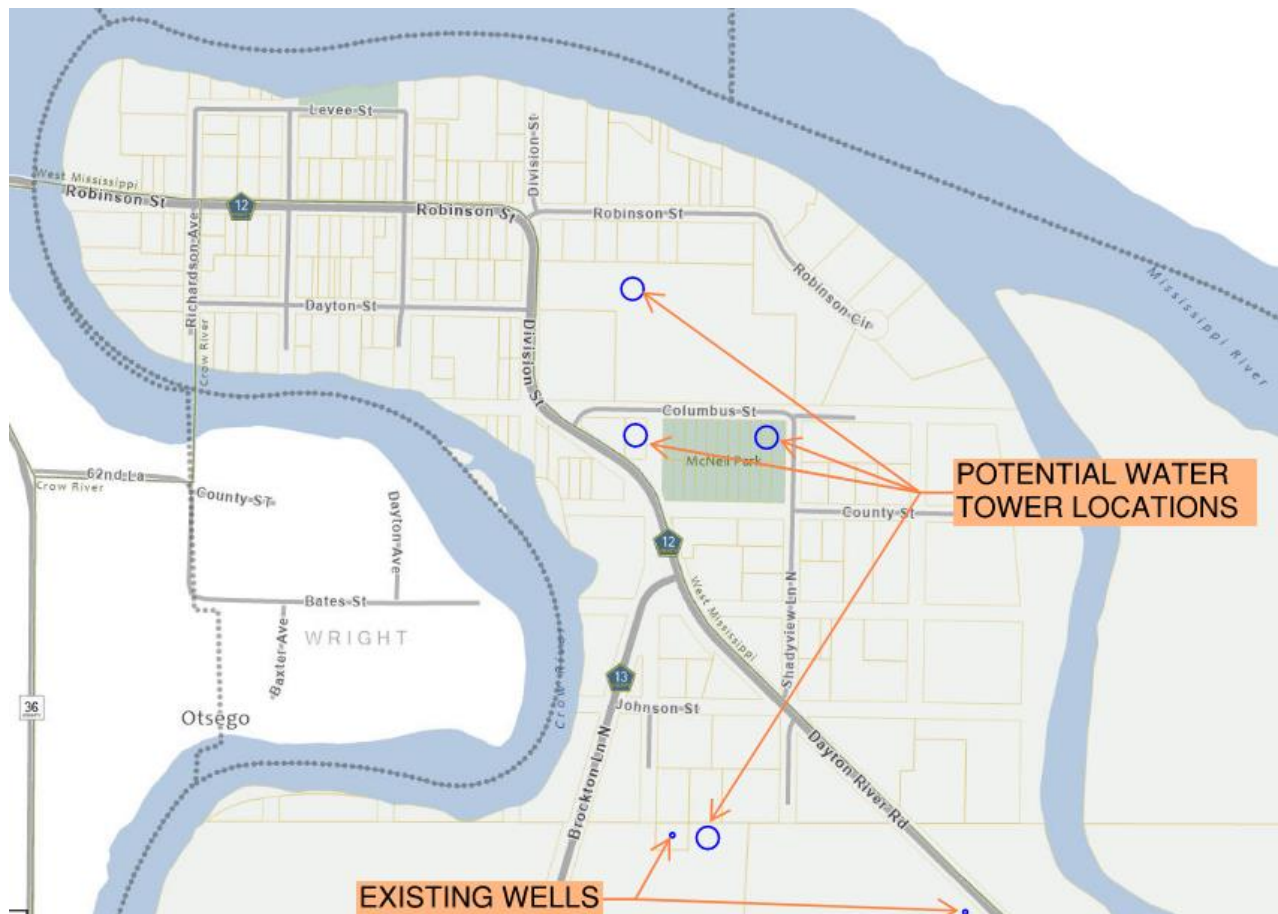 Levee St
Division-St
West Mississippi
Robinson St
12
Robinson St
Robinson St
Richardson Ave
Robinson Cir
Mississippi River
Dayton St
Division St
Crow River
Columbus St
McNeil Park
POTENTIAL WATER
TOWER LOCATIONS
62nd La
Crow River
County ST
Dayton Ave
County St
12
West Mississippi
Bates St
WRIGHT
Baxter Ave
Shadyview Ln N
Crow River
13
36
Johnson St
Otsego
Brockton Ln N
Dayton River Rd
EXISTING WELLS